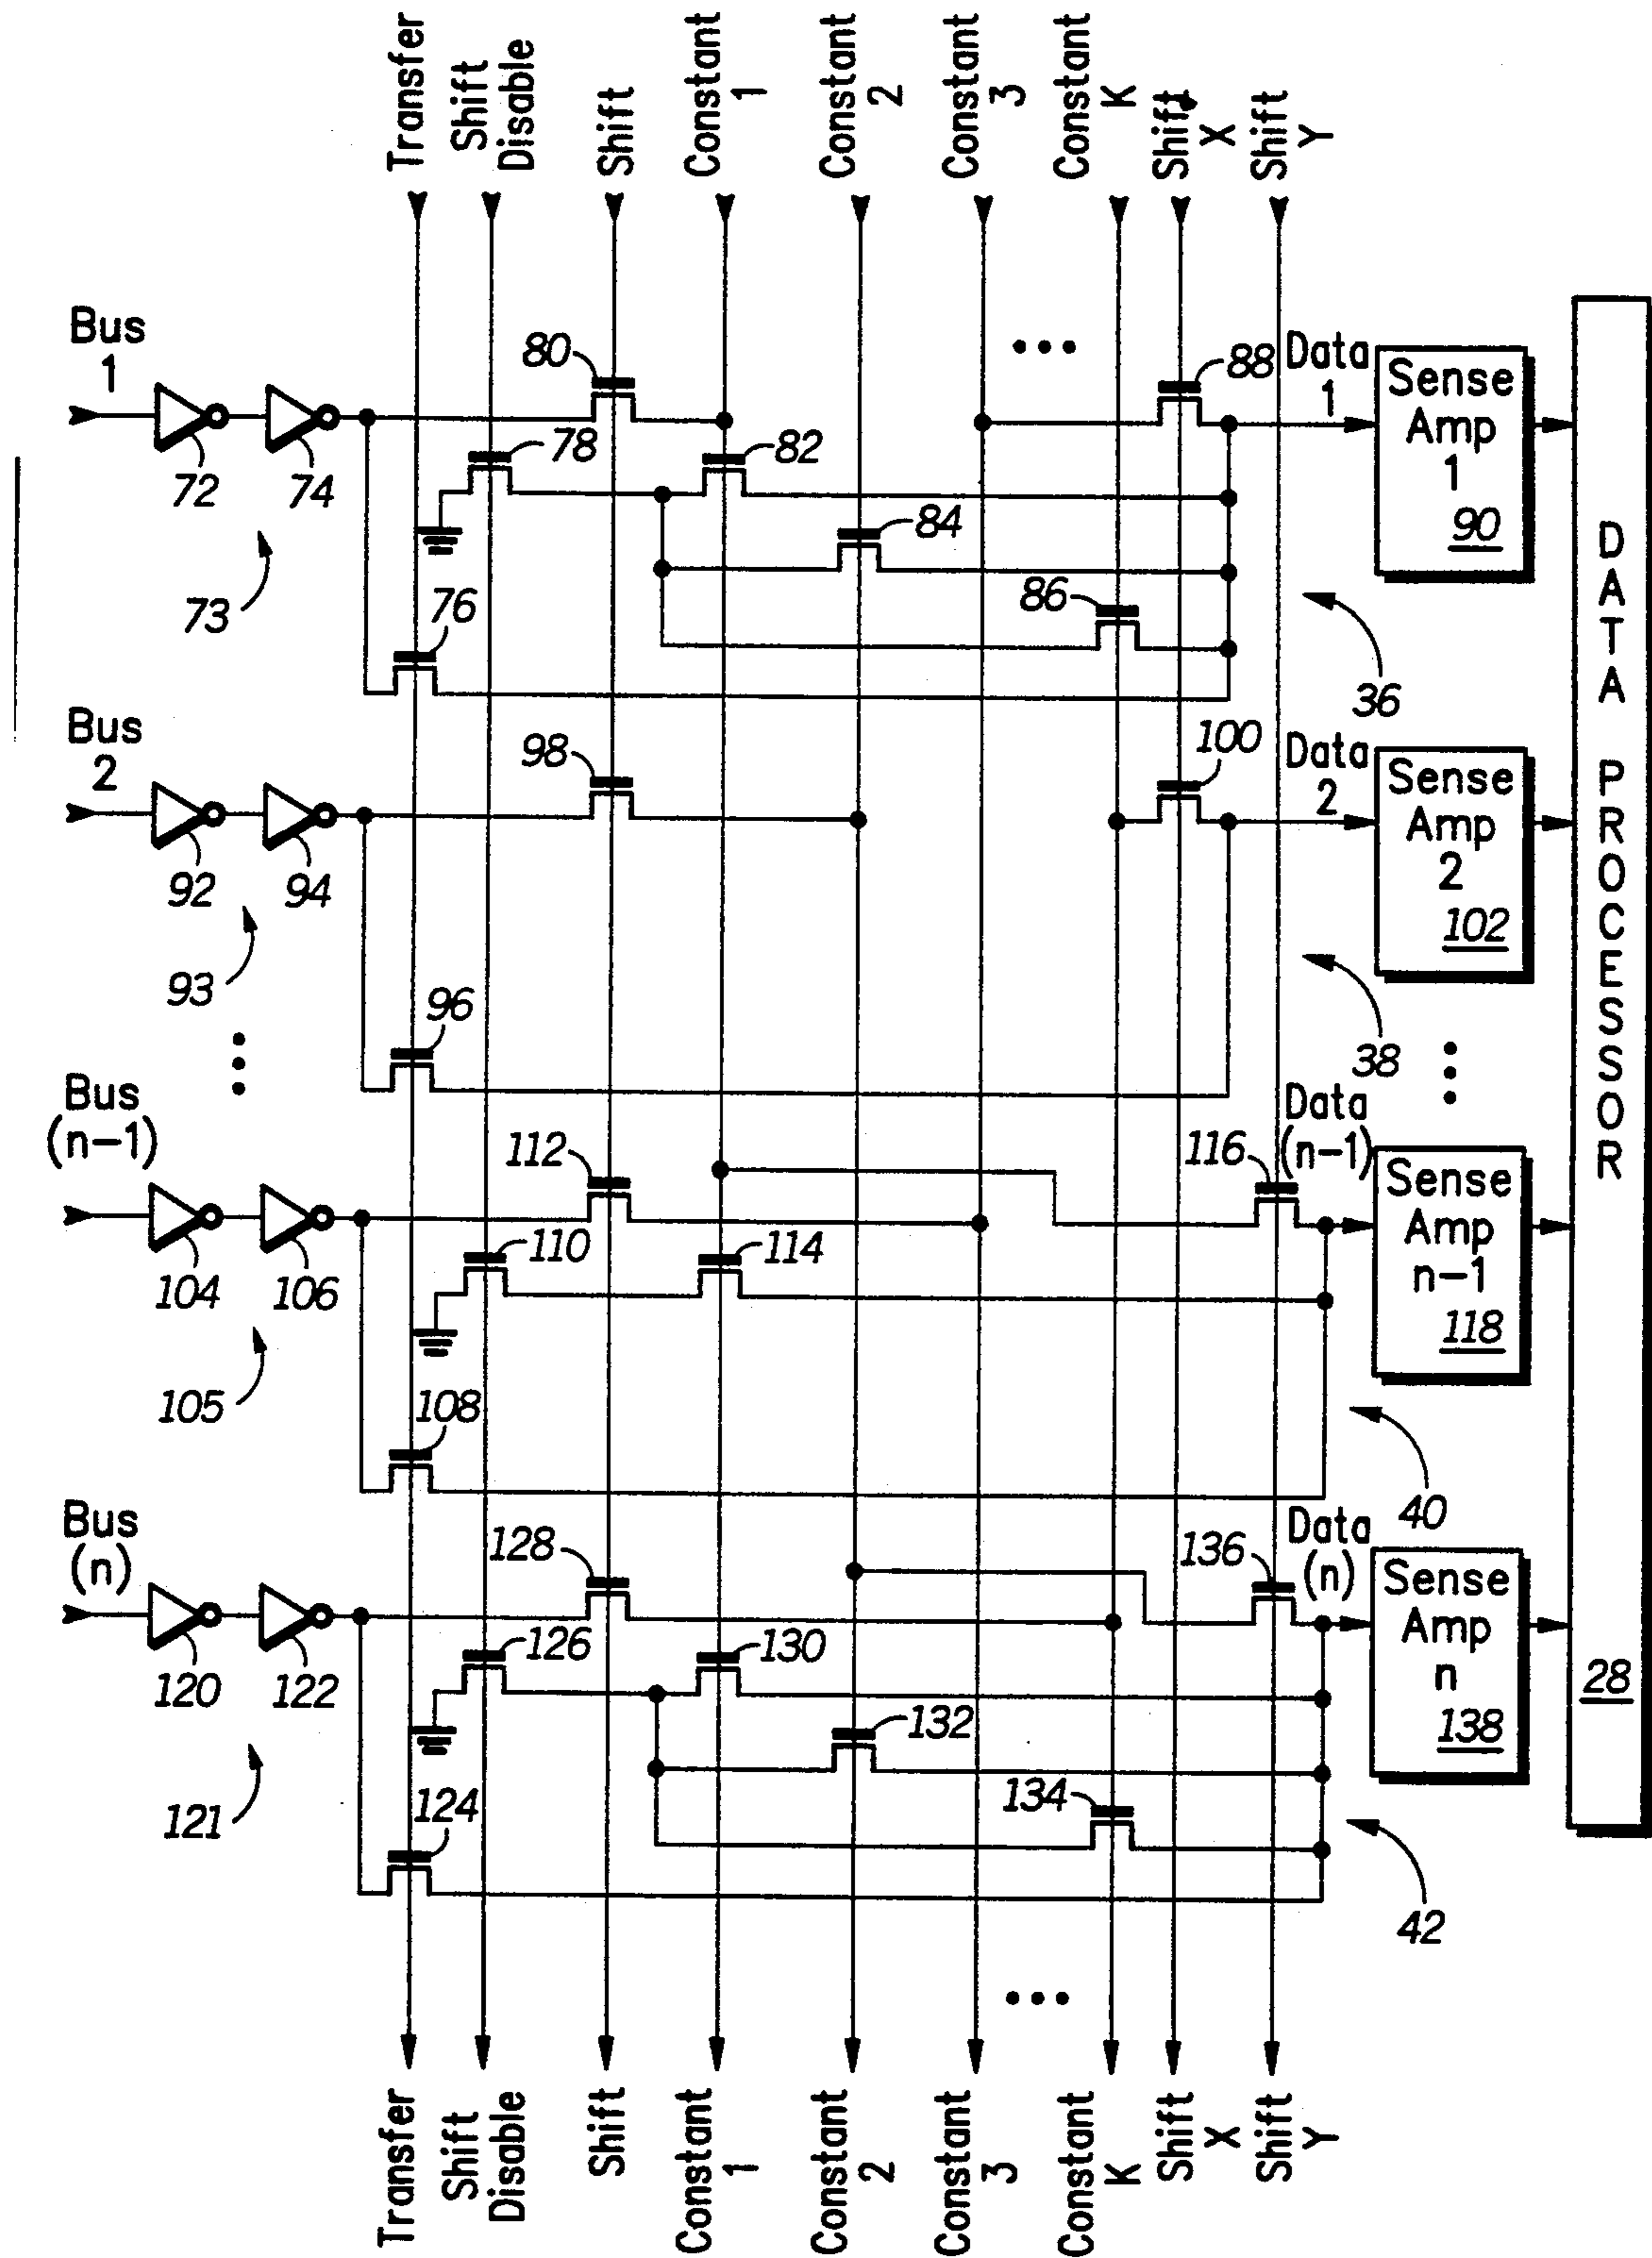 Transfer
Shift
Disable
Shift
Constant
1
Constant
2
Constant
3
Constant
K
Shift
X
Shift
Y
Bus
1
72
74
73
80
78
82
84
86
76
88
Data
1
Sense
Amp
1
90
36
Bus
2
92
94
93
98
96
100
Data
2
Sense
Amp
2
102
38
Bus
(n-1)
104
106
105
112
110
114
108
116
Data
(n-1)
Sense
Amp
n-1
118
40
Bus
(n)
120
122
121
128
126
130
132
134
124
136
Data
(n)
Sense
Amp
n
138
42
DATA PROCESSOR
28
Transfer
Shift
Disable
Shift
Constant
1
Constant
2
Constant
3
Constant
K
Shift
X
Shift
Y